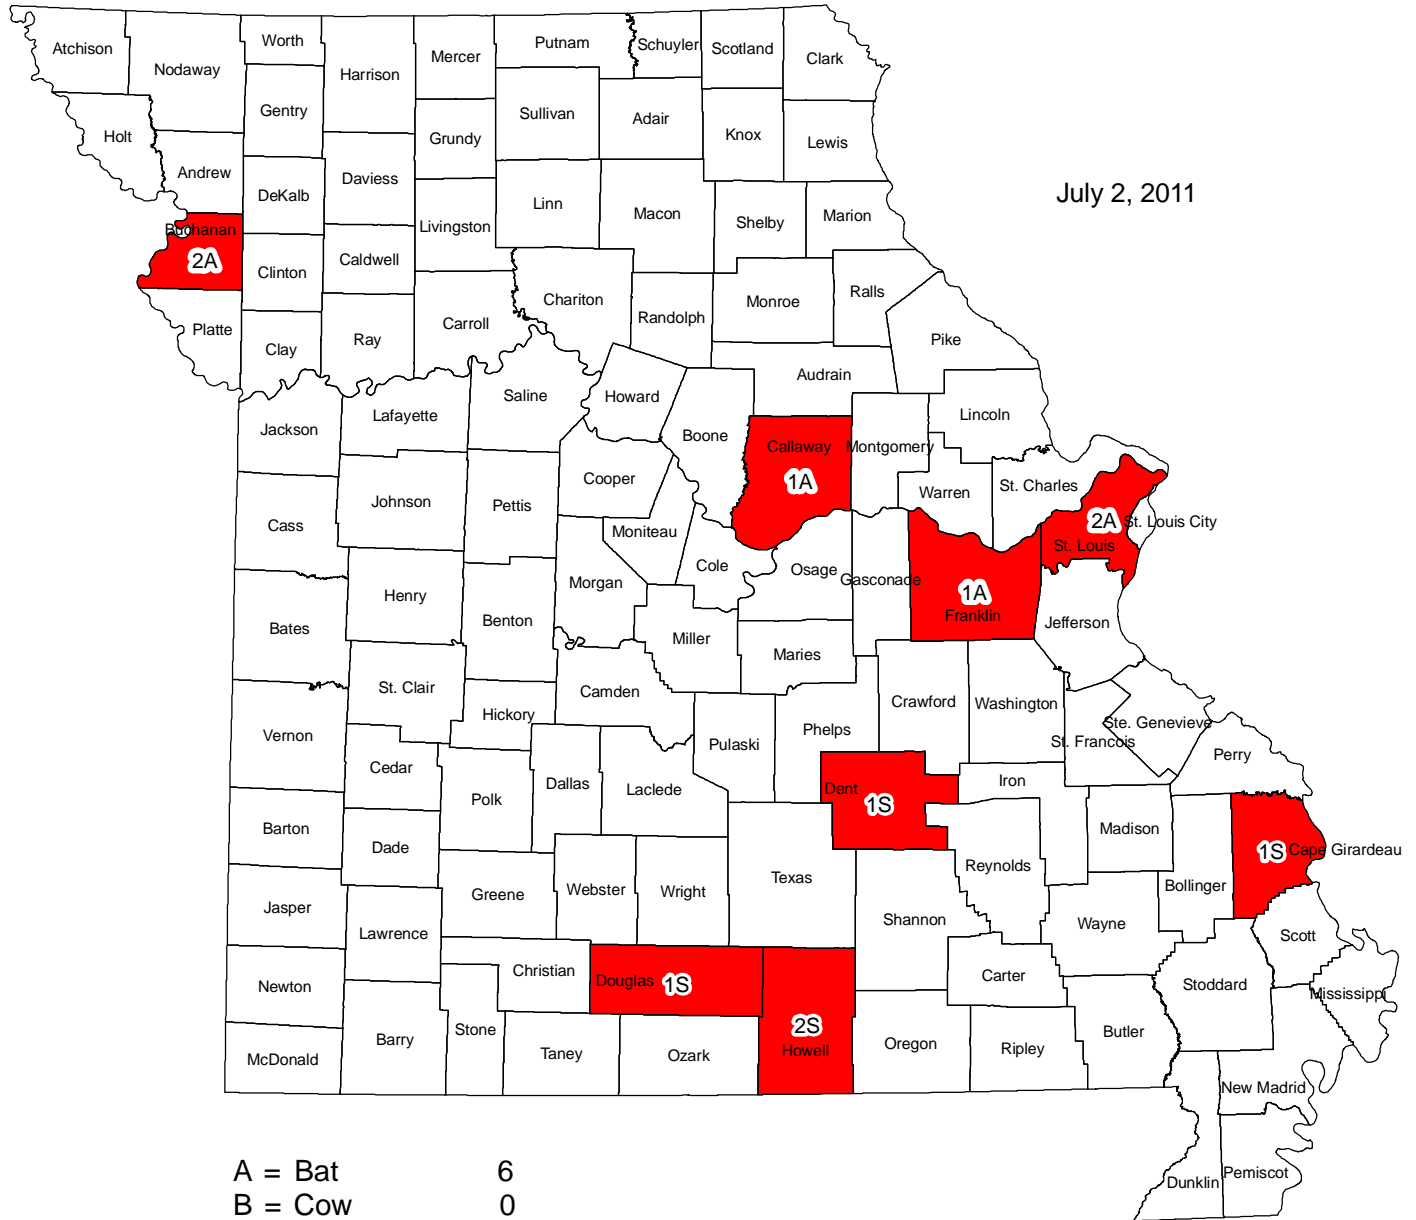 Atchison
Nodaway
Worth
Harrison
Mercer
Putnam
Schuyler
Scotland
Clark
Gentry
Sullivan
Adair
Knox
Lewis
Holt
Andrew
DeKalb
Daviess
Grundy
Livingston
Linn
Macon
Shelby
Marion
July 2, 2011
Buchanan
2A
Clinton
Caldwell
Chariton
Randolph
Monroe
Ralls
Platte
Clay
Ray
Carroll
Pike
Audrain
Jackson
Lafayette
Saline
Howard
Boone
Callaway
1A
Montgomery
Lincoln
Cass
Johnson
Pettis
Cooper
Moniteau
Cole
Warren
St. Charles
2A
St. Louis City
St. Louis
Bates
Henry
Benton
Morgan
Miller
Osage
Gasconade
1A
Franklin
Jefferson
Maries
St. Clair
Camden
Hickory
Crawford
Washington
Vernon
Cedar
Polk
Dallas
Laclede
Pulaski
Phelps
St. Francois
Ste. Genevieve
Perry
Dent
1S
Iron
Barton
Dade
Greene
Webster
Wright
Texas
Reynolds
Madison
Bollinger
1S
Cape Girardeau
Jasper
Lawrence
Shannon
Wayne
Scott
Newton
Christian
Douglas
1S
2S
Howell
Carter
Stoddard
Mississippi
McDonald
Barry
Stone
Taney
Ozark
Oregon
Ripley
Butler
New Madrid
Dunklin
Pemiscot
A = Bat 6
B = Cow 0